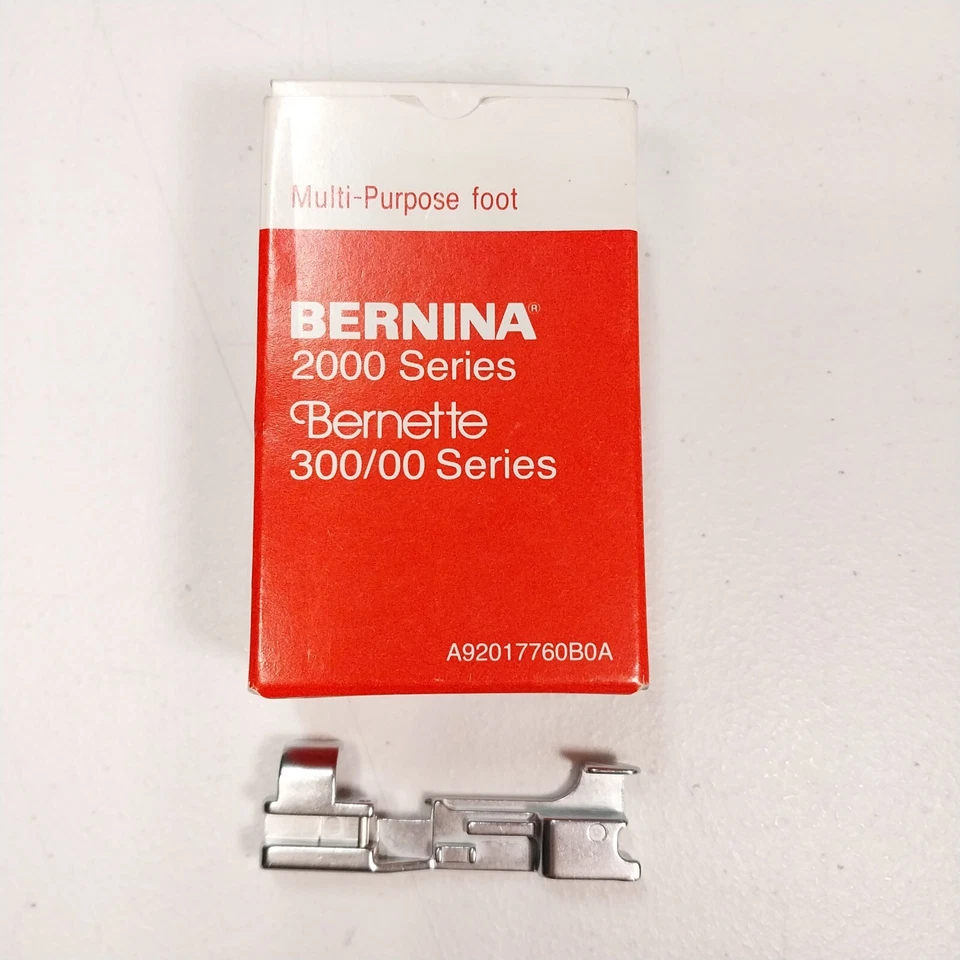 Multi-Purpose foot
BERNINA®
2000 Series
Bernette
300/00 Series
A92017760B0A